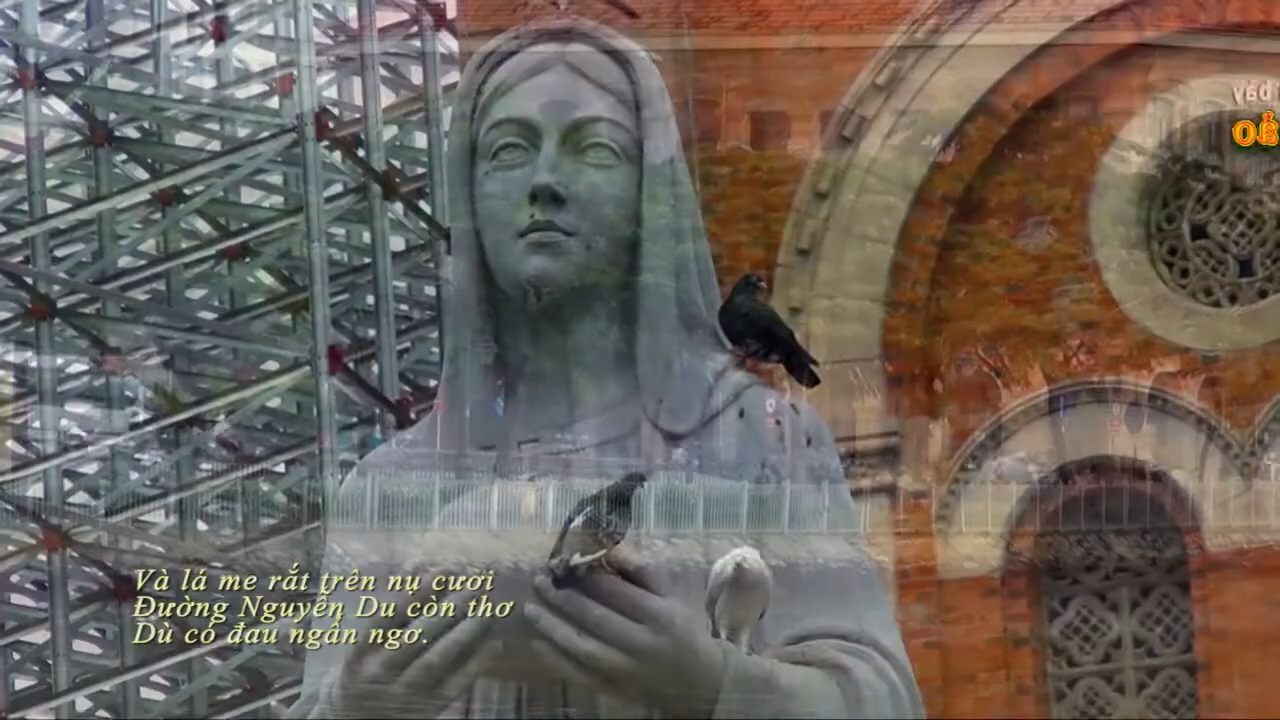 Và lá me rắt trên nụ cười
Đường Nguyễn Du còn thơ
Dù có đau ngẩn ngơ.